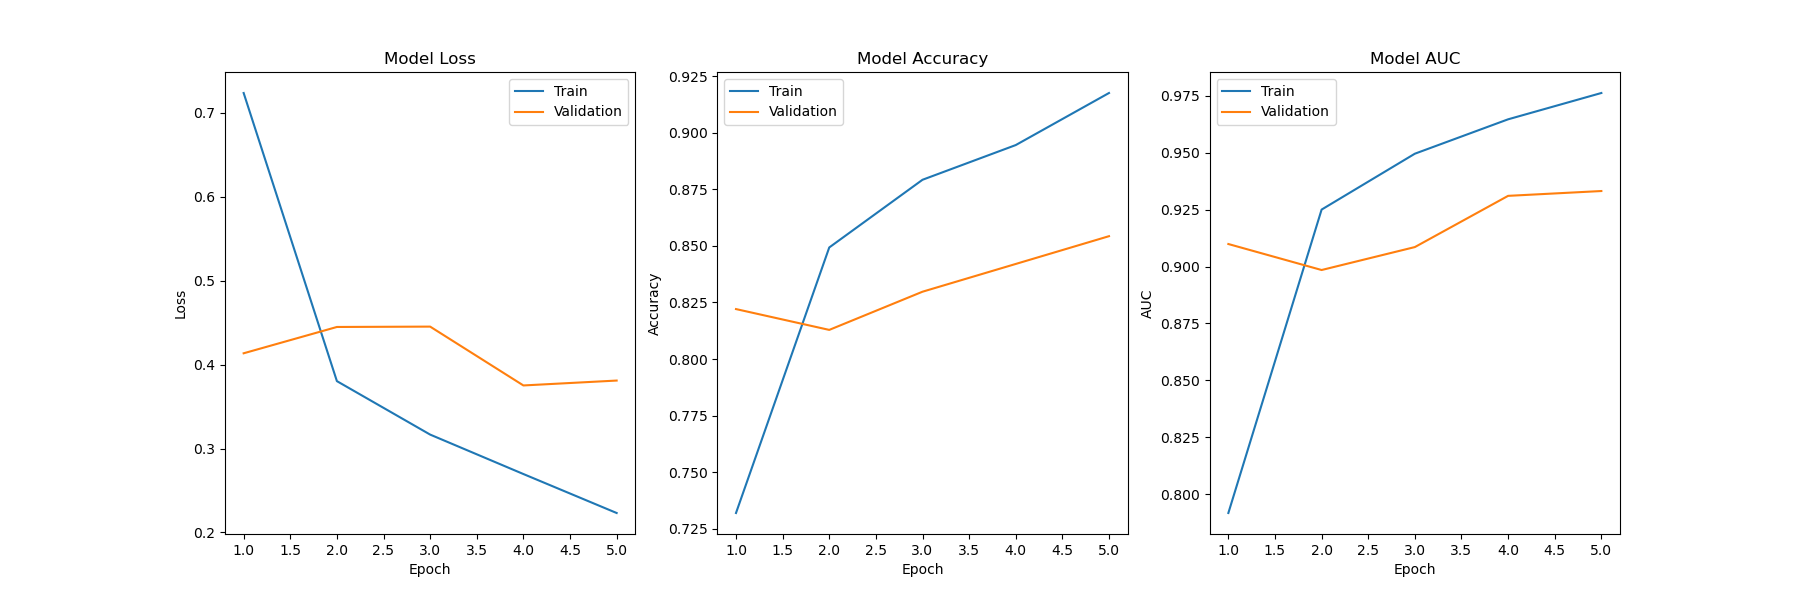 Model Loss
Train
Validation
0.7
0.6
0.5
0.4
0.3
0.2
Loss
1.0 1.5 2.0 2.5 3.0 3.5 4.0 4.5 5.0
Epoch
Model Accuracy
Train
Validation
0.925
0.900
0.875
0.850
0.825
0.800
0.775
0.750
0.725
Accuracy
1.0 1.5 2.0 2.5 3.0 3.5 4.0 4.5 5.0
Epoch
Model AUC
Train
Validation
0.975
0.950
0.925
0.900
0.875
0.850
0.825
0.800
AUC
1.0 1.5 2.0 2.5 3.0 3.5 4.0 4.5 5.0
Epoch